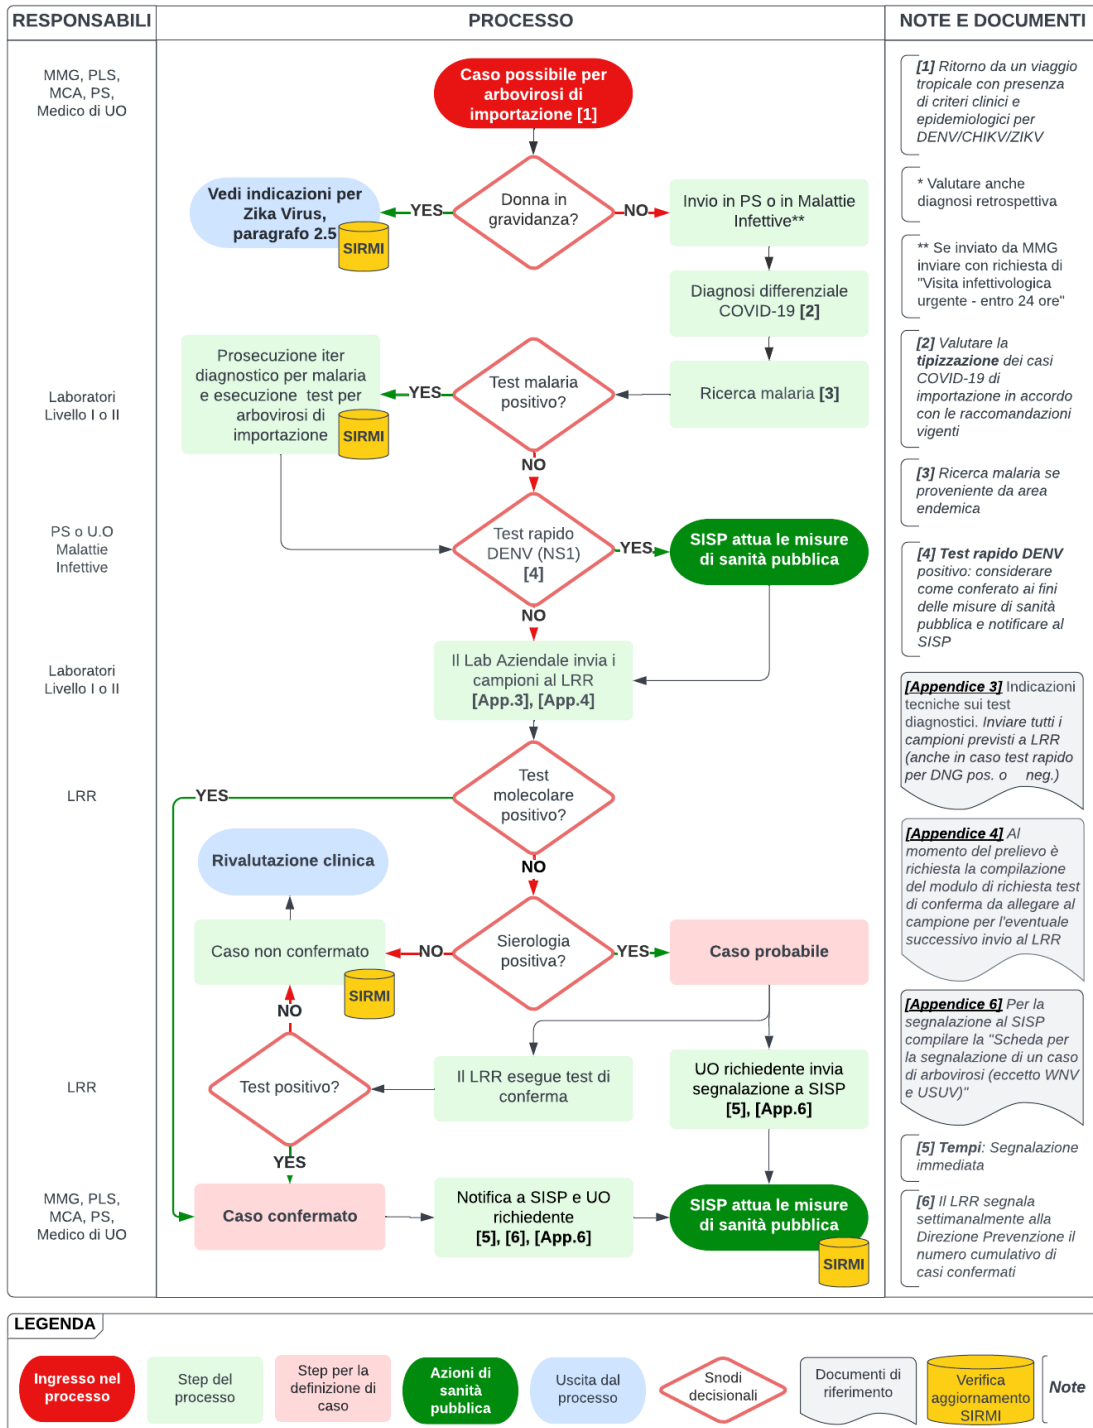 RESPONSABILI
PROCESSO
NOTE E DOCUMENTI
MMG, PLS,
MCA, PS,
Medico di UO
Caso possibile per
arbovirosi di
importazione [1]
[1] Ritorno da un viaggio
tropicale con presenza
di criteri clinici e
epidemiologici per
DENV/CHIKV/ZIKV
Vedi indicazioni per
Zika Virus,
paragrafo 2.5
SIRMI
YES
Donna in
gravidanza?
NO
Invio in PS o in Malattie
Infettive**
* Valutare anche
diagnosi retrospettiva
** Se inviato da MMG
inviare con richiesta di
"Visita infettivologica
urgente - entro 24 ore"
Diagnosi differenziale
COVID-19 [2]
Laboratori
Livello I o II
Prosecuzione iter
diagnostico per malaria
e esecuzione test per
arbovirosi di
importazione
SIRMI
YES
Test malaria
positivo?
Ricerca malaria [3]
[2] Valutare la
tipizzazione dei casi
COVID-19 di
importazione in accordo
con le raccomandazioni
vigenti
NO
[3] Ricerca malaria se
proveniente da area
endemica
PS o U.O
Malattie
Infettive
Test rapido
DENV (NS1)
[4]
YES
SISP attua le misure
di sanità pubblica
[4] Test rapido DENV
positivo: considerare
come conferato ai fini
delle misure di sanità
pubblica e notificare al
SISP
NO
Laboratori
Livello I o II
Il Lab Aziendale invia i
campioni al LRR
[App.3], [App.4]
[Appendice 3] Indicazioni
tecniche sui test
diagnostici. Inviare tutti i
campioni previsti a LRR
(anche in caso test rapido
per DNG pos. o neg.)
LRR
YES
Test
molecolare
positivo?
NO
Rivalutazione clinica
[Appendice 4] Al
momento del prelievo è
richiesta la compilazione
del modulo di richiesta test
di conferma da allegare al
campione per l'eventuale
successivo invio al LRR
Caso non confermato
SIRMI
NO
Sierologia
positiva?
YES
Caso probabile
NO
[Appendice 6] Per la
segnalazione al SISP
compilare la "Scheda per
la segnalazione di un caso
di arbovirosi (eccetto WNV
e USUV)"
LRR
Test positivo?
Il LRR esegue test di
conferma
UO richiedente invia
segnalazione a SISP
[5], [App.6]
YES
[5] Tempi: Segnalazione
immediata
MMG, PLS,
MCA, PS,
Medico di UO
Caso confermato
Notifica a SISP e UO
richiedente
[5], [6], [App.6]
SISP attua le misure
di sanità pubblica
SIRMI
[6] Il LRR segnala
settimanalmente alla
Direzione Prevenzione il
numero cumulativo di
casi confermati
LEGENDA
Ingresso nel
processo
Step del
processo
Step per la
definizione di
caso
Azioni di
sanità
pubblica
Uscita dal
processo
Snodi
decisionali
Documenti di
riferimento
Verifica
aggiornamento
SIRMI
Note